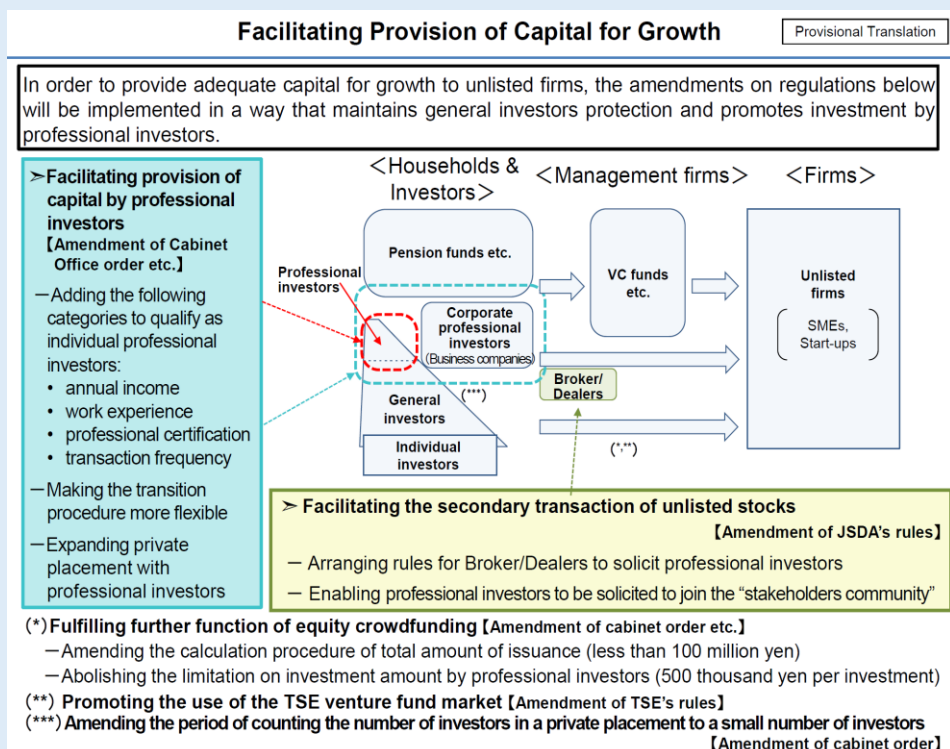 Facilitating Provision of Capital for Growth
Provisional Translation
In order to provide adequate capital for growth to unlisted firms, the amendments on regulations below
will be implemented in a way that maintains general investors protection and promotes investment by
professional investors.
➣Facilitating provision of
capital by professional
investors
【Amendment of Cabinet
Office order etc.】
－Adding the following
categories to qualify as
individual professional
investors:
• annual income
• work experience
• professional certification
• transaction frequency
－Making the transition
procedure more flexible
－Expanding private
placement with
professional investors
＜Households &
Investors＞
＜Management firms＞
＜Firms＞
Pension funds etc.
Professional
investors
Corporate
professional
investors
(Business companies)
(***)
General
investors
Individual
investors
VC funds
etc.
Broker/
Dealers
(*,**)
Unlisted
firms
SMEs,
Start-ups
➣ Facilitating the secondary transaction of unlisted stocks
【Amendment of JSDA's rules】
－ Arranging rules for Broker/Dealers to solicit professional investors
－ Enabling professional investors to be solicited to join the “stakeholders community”
(*) Fulfilling further function of equity crowdfunding【Amendment of cabinet order etc.】
－Amending the calculation procedure of total amount of issuance (less than 100 million yen)
－Abolishing the limitation on investment amount by professional investors (500 thousand yen per investment)
(**) Promoting the use of the TSE venture fund market【Amendment of TSE's rules】
(***) Amending the period of counting the number of investors in a private placement to a small number of investors
【Amendment of cabinet order】